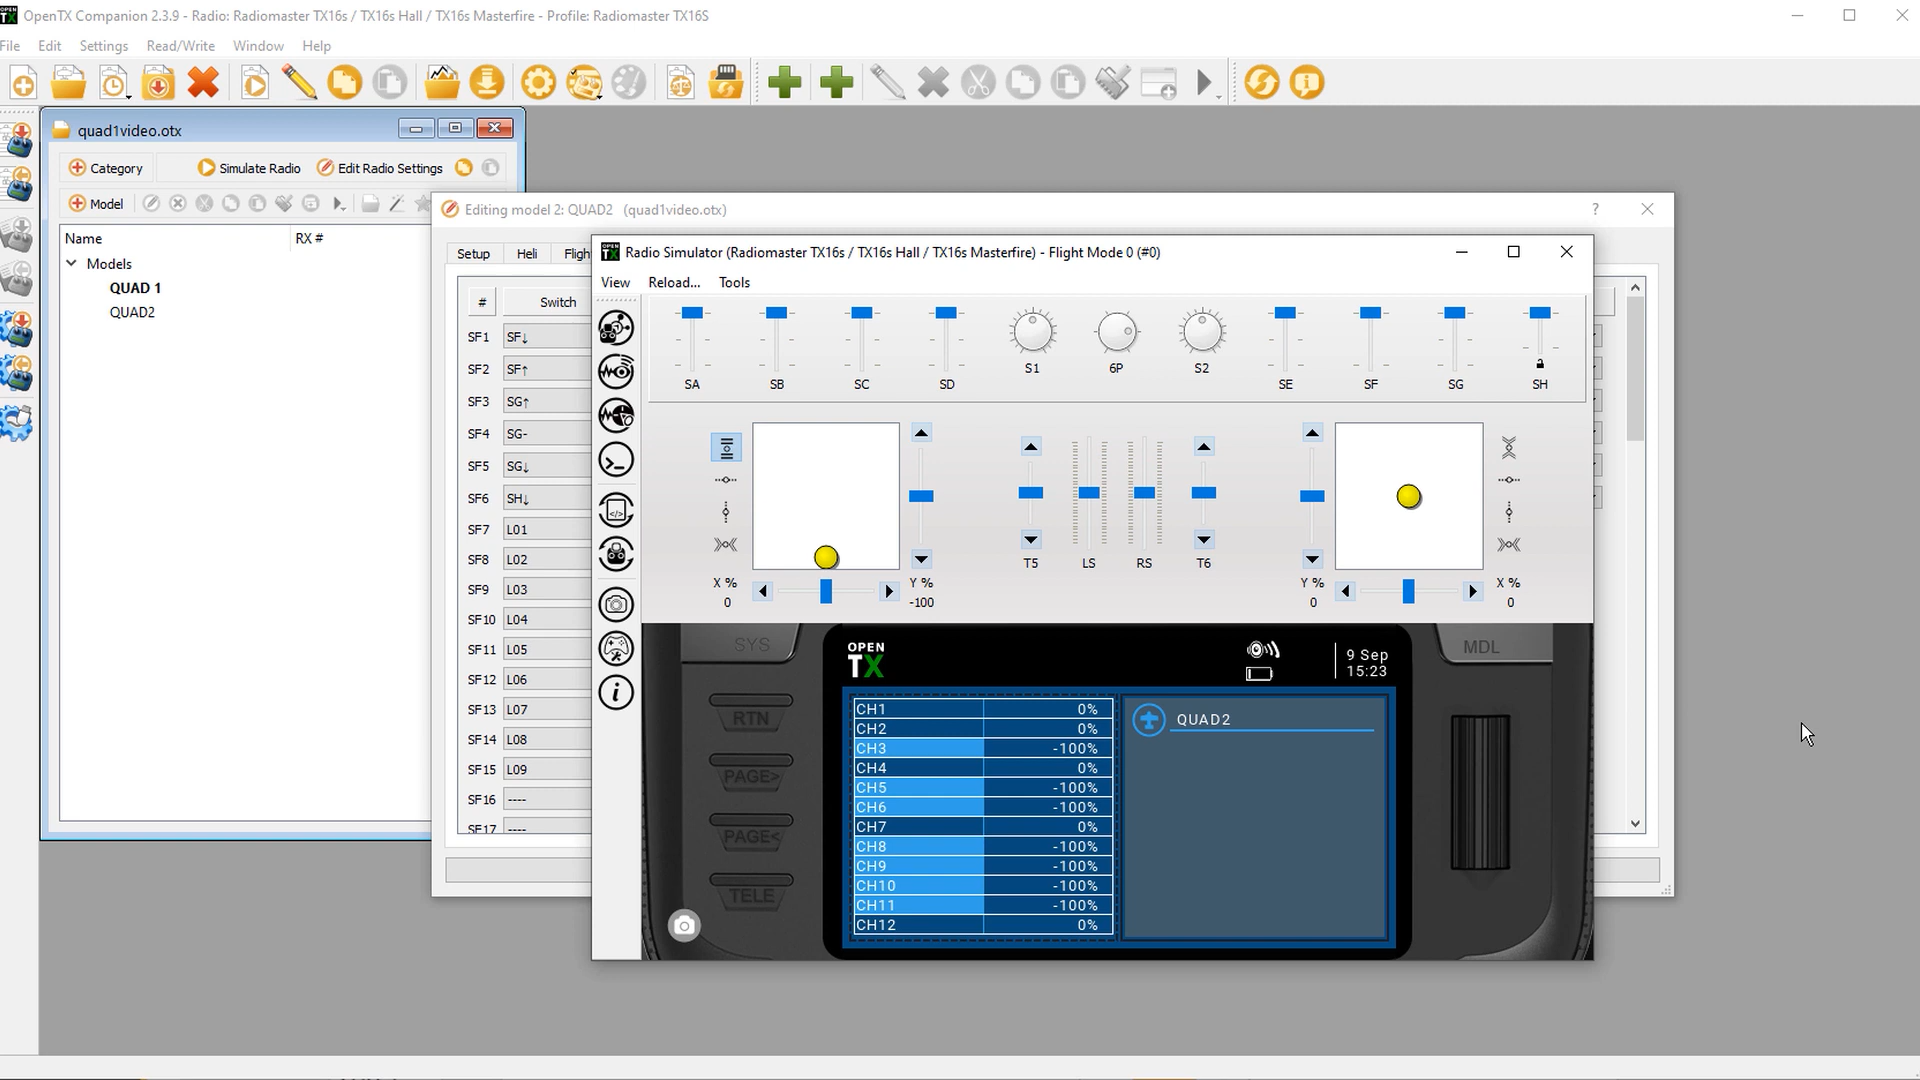 OpenTX Companion 2.3.9 - Radio: Radiomaster TX16s / TX16s Hall / TX16s Masterfire - Profile: Radiomaster TX16S
File Edit Settings Read/Write Window Help
quad1video.otx
Category Simulate Radio Edit Radio Settings
Model
Name RX #
Models
QUAD 1
QUAD2
Editing model 2: QUAD2 (quad1video.otx)
?
Setup Heli Fligh
# Switch
SF1 SF↓
SF2 SF↑
SF3 SG↑
SF4 SG-
SF5 SG↓
SF6 SH↓
SF7 L01
SF8 L02
SF9 L03
SF10 L04
SF11 L05
SF12 L06
SF13 L07
SF14 L08
SF15 L09
SF16 ----
SF17 ----
OPEN TX
Radio Simulator (Radiomaster TX16s / TX16s Hall / TX16s Masterfire) - Flight Mode 0 (#0)
View Reload... Tools
SA SB SC SD S1 6P S2 SE SF SG SH
T5 LS RS T6
X % Y % Y % X %
0 -100 0 0
SYS MDL
RTN
PAGE>
PAGE<
TELE
OPEN
TX
9 Sep
15:23
CH1 0%
CH2 0%
CH3 -100%
CH4 0%
CH5 -100%
CH6 -100%
CH7 0%
CH8 -100%
CH9 -100%
CH10 -100%
CH11 -100%
CH12 0%
QUAD2